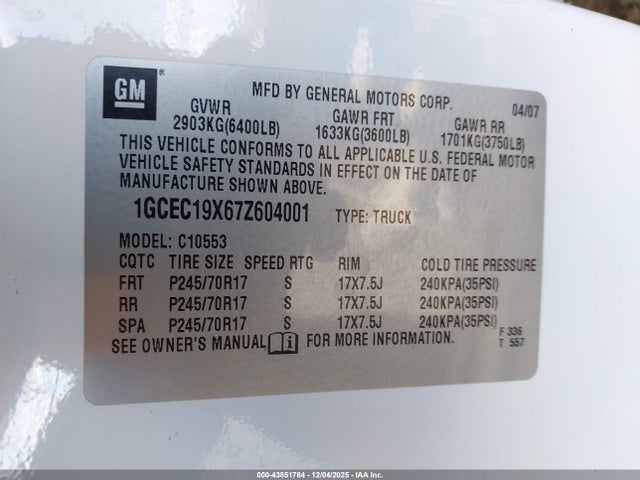 GM ®
MFD BY GENERAL MOTORS CORP. 04/07
GVWR GAWR FRT GAWR RR
2903KG(6400LB) 1633KG(3600LB) 1701KG(3750LB)
THIS VEHICLE CONFORMS TO ALL APPLICABLE U.S. FEDERAL MOTOR
VEHICLE SAFETY STANDARDS IN EFFECT ON THE DATE OF
MANUFACTURE SHOWN ABOVE.
1GCEC19X67Z604001 TYPE: TRUCK
MODEL: C10553
CQTC TIRE SIZE SPEED RTG RIM COLD TIRE PRESSURE
FRT P245/70R17 S 17X7.5J 240KPA(35PSI)
RR P245/70R17 S 17X7.5J 240KPA(35PSI)
SPA P245/70R17 S 17X7.5J 240KPA(35PSI)
SEE OWNER'S MANUAL i FOR MORE INFORMATION.
F 336
T 557
000-43851784 - 12/04/2025 - IAA Inc.